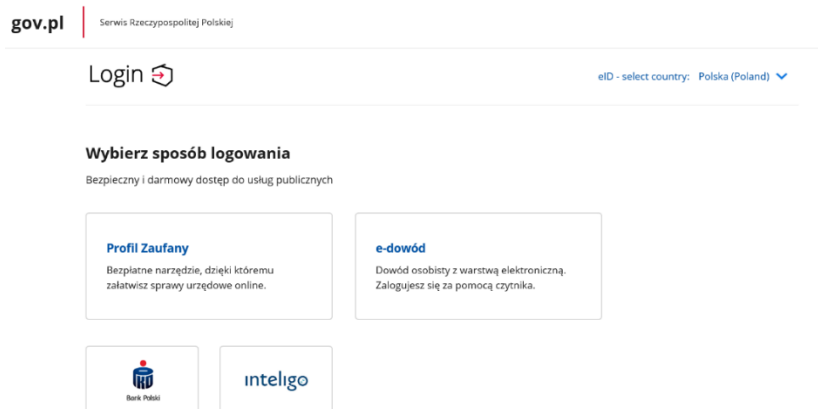 gov.pl
Serwis Rzeczypospolitej Polskiej
Login
eID - select country: Polska (Poland)
Wybierz sposób logowania
Bezpieczny i darmowy dostęp do usług publicznych
Profil Zaufany
Bezpłatne narzędzie, dzięki któremu
załatwisz sprawy urzędowe online.
e-dowód
Dowód osobisty z warstwą elektroniczną.
Zalogujesz się za pomocą czytnika.
Bank Polski
inteligo